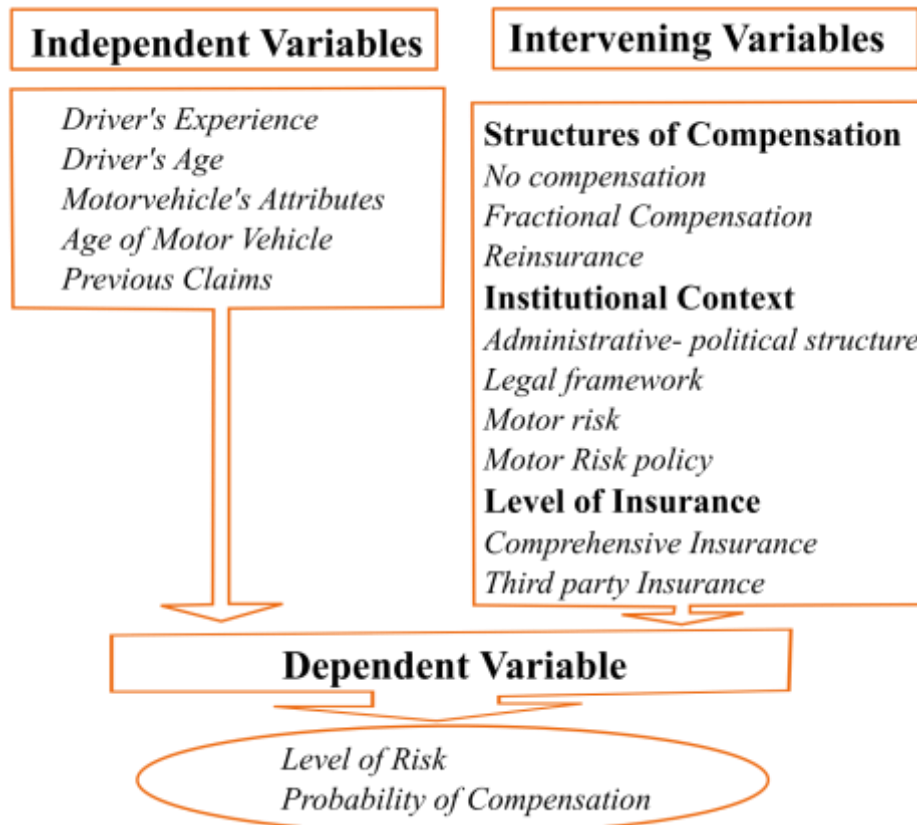 Independent Variables
Driver's Experience
Driver's Age
Motorvehicle's Attributes
Age of Motor Vehicle
Previous Claims
Intervening Variables
Structures of Compensation
No compensation
Fractional Compensation
Reinsurance
Institutional Context
Administrative- political structure
Legal framework
Motor risk
Motor Risk policy
Level of Insurance
Comprehensive Insurance
Third party Insurance
Dependent Variable
Level of Risk
Probability of Compensation